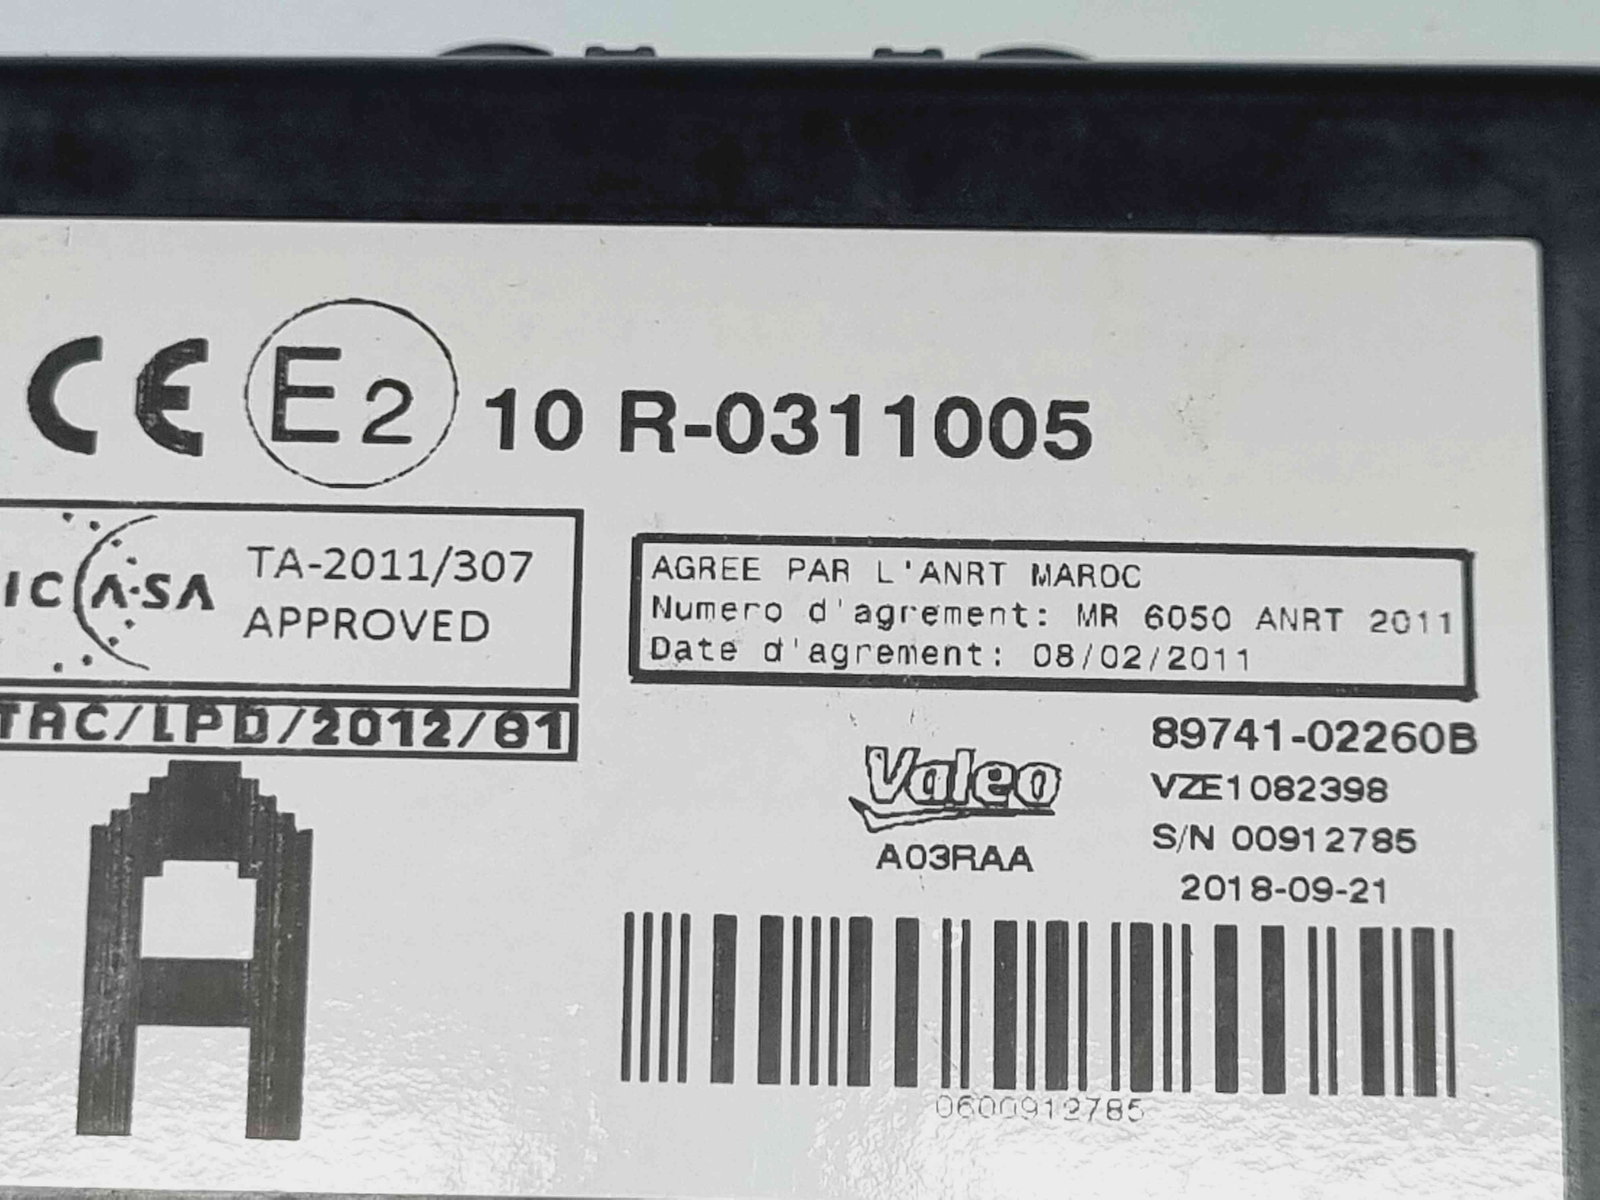 CE E2 10 R-0311005
ICASA
TA-2011/307
APPROVED
AGREE PAR L'ANRT MAROC
Numero d'agrement: MR 6050 ANRT 2011
Date d'agrement: 08/02/2011
TAC/LPD/2012/81
A
Valeo
A03RAA
89741-02260B
VZE1082398
S/N 00912785
2018-09-21
0600912785